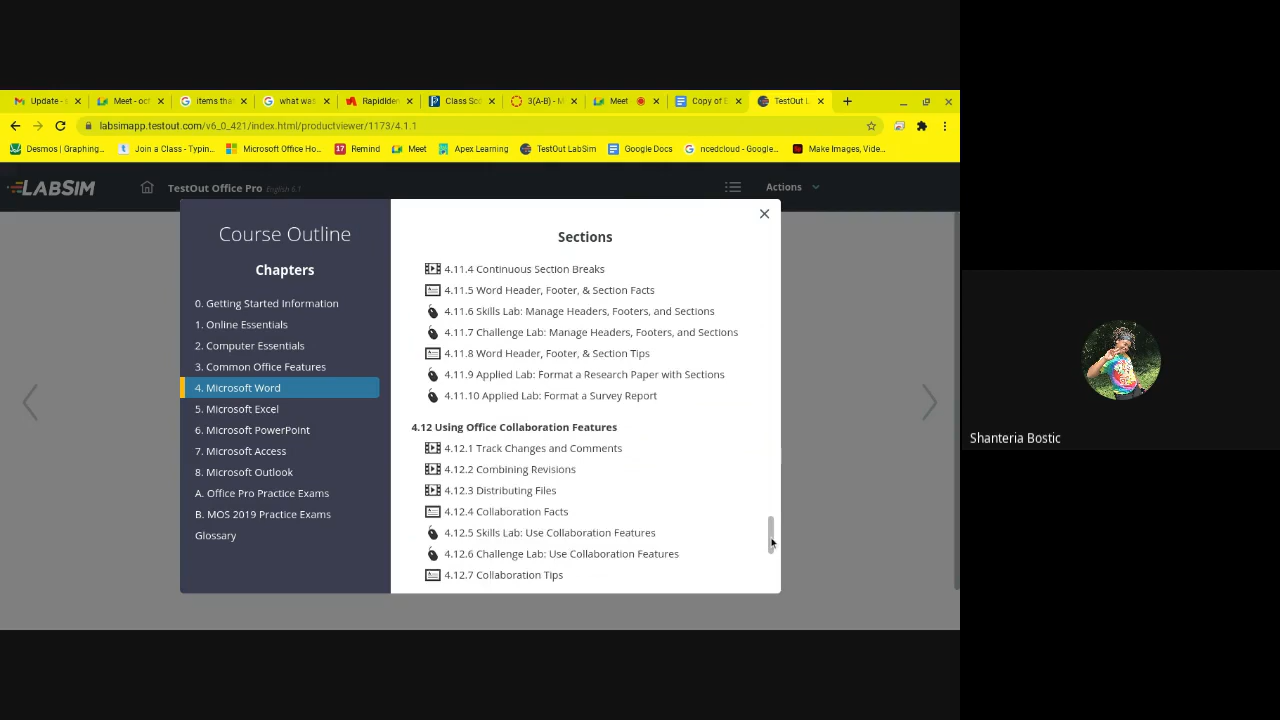 Update - s
Meet - och
items that
what was
RapidIden
Class Sco
3(A-B) - M
Meet
Copy of E
TestOut L
labsimapp.testout.com/v6_0_421/index.html/productviewer/1173/4.1.1
Desmos | Graphing...
Join a Class - Typin...
Microsoft Office Ho...
17 Remind
Meet
Apex Learning
TestOut LabSim
Google Docs
ncedcloud - Google...
Make Images, Vide...
LABSIM
TestOut Office Pro English 6.1
Actions
Course Outline
Chapters
0. Getting Started Information
1. Online Essentials
2. Computer Essentials
3. Common Office Features
4. Microsoft Word
5. Microsoft Excel
6. Microsoft PowerPoint
7. Microsoft Access
8. Microsoft Outlook
A. Office Pro Practice Exams
B. MOS 2019 Practice Exams
Glossary
Sections
4.11.4 Continuous Section Breaks
4.11.5 Word Header, Footer, & Section Facts
4.11.6 Skills Lab: Manage Headers, Footers, and Sections
4.11.7 Challenge Lab: Manage Headers, Footers, and Sections
4.11.8 Word Header, Footer, & Section Tips
4.11.9 Applied Lab: Format a Research Paper with Sections
4.11.10 Applied Lab: Format a Survey Report
4.12 Using Office Collaboration Features
4.12.1 Track Changes and Comments
4.12.2 Combining Revisions
4.12.3 Distributing Files
4.12.4 Collaboration Facts
4.12.5 Skills Lab: Use Collaboration Features
4.12.6 Challenge Lab: Use Collaboration Features
4.12.7 Collaboration Tips
Shanteria Bostic